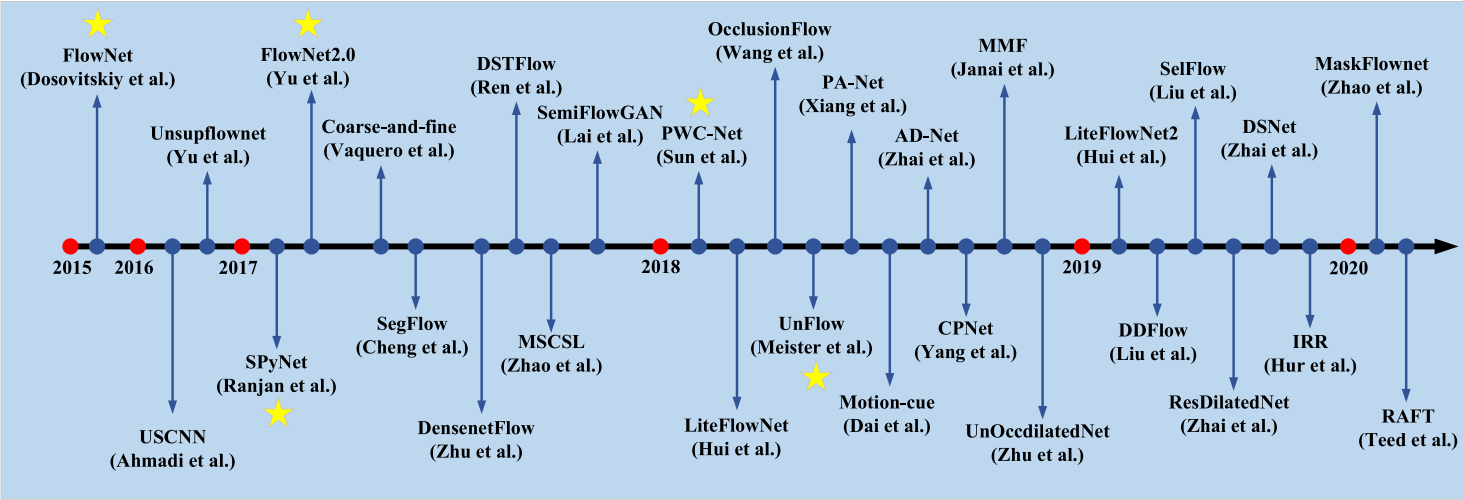 FlowNet
(Dosovitskiy et al.)
Unsupflownet
(Yu et al.)
FlowNet2.0
(Yu et al.)
Coarse-and-fine
(Vaquero et al.)
DSTFlow
(Ren et al.)
SemiFlowGAN
(Lai et al.)
PWC-Net
(Sun et al.)
OcclusionFlow
(Wang et al.)
PA-Net
(Xiang et al.)
AD-Net
(Zhai et al.)
MMF
(Janai et al.)
LiteFlowNet2
(Hui et al.)
SelFlow
(Liu et al.)
DSNet
(Zhai et al.)
MaskFlownet
(Zhao et al.)
2015
2016
2017
2018
2019
2020
USCNN
(Ahmadi et al.)
SPyNet
(Ranjan et al.)
SegFlow
(Cheng et al.)
DensenetFlow
(Zhu et al.)
MSCSL
(Zhao et al.)
LiteFlowNet
(Hui et al.)
UnFlow
(Meister et al.)
Motion-cue
(Dai et al.)
CPNet
(Yang et al.)
UnOccdilatedNet
(Zhu et al.)
DDFlow
(Liu et al.)
ResDilatedNet
(Zhai et al.)
IRR
(Hur et al.)
RAFT
(Teed et al.)